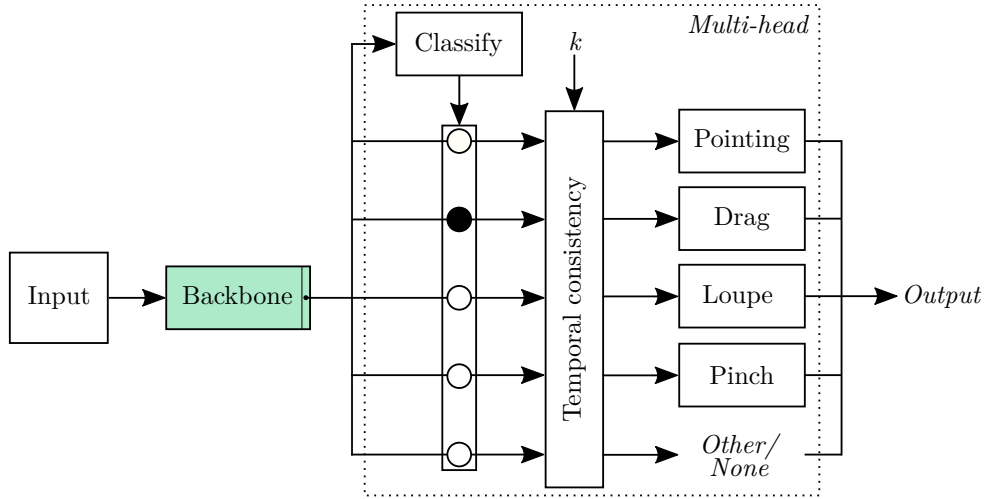 Multi-head
Classify
k
Pointing
Drag
Temporal consistency
Input
Backbone
Loupe
Output
Pinch
Other/
None